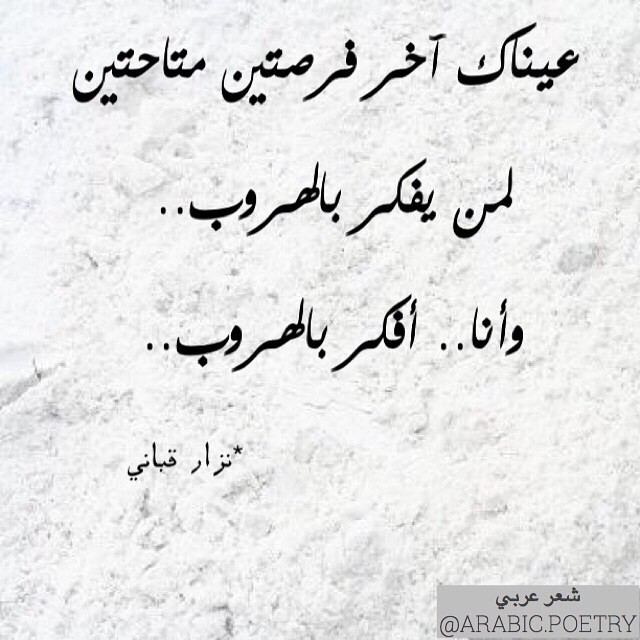 عيناك آخر فرصتين متاحتين
لمن يفكر بالهروب..
وأنا.. أفكر بالهروب..
*نزار قباني
شعر عربي
@ARABIC.POETRY